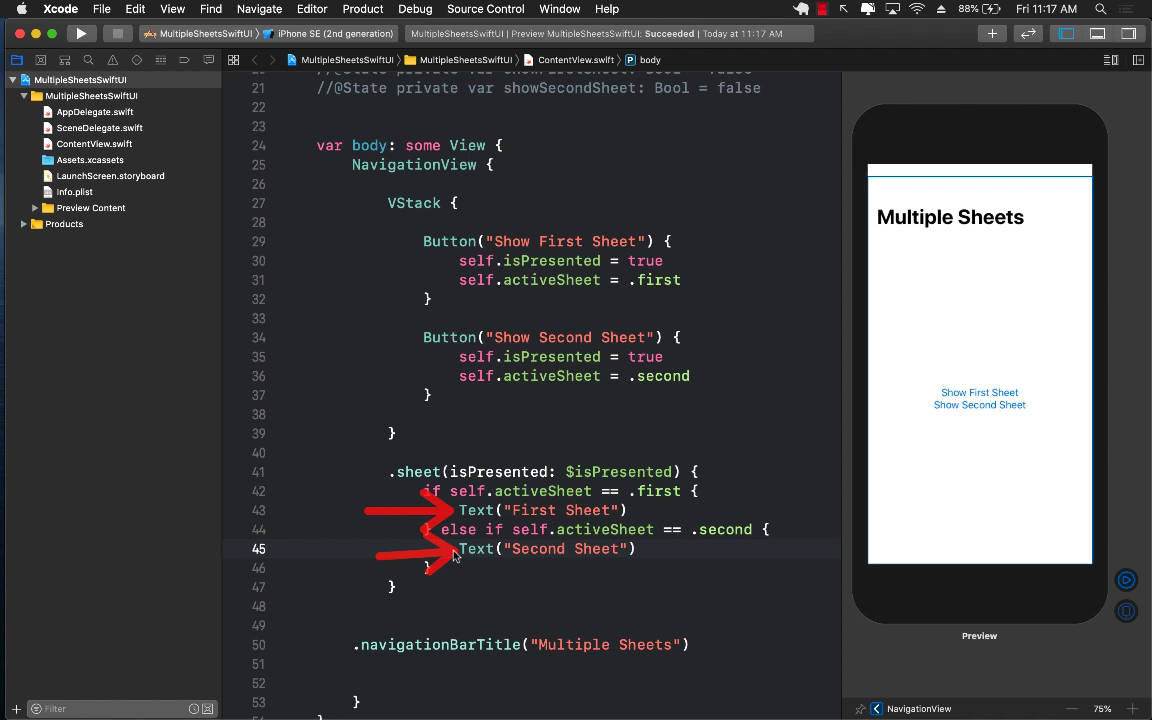 Xcode File Edit View Find Navigate Editor Product Debug Source Control Window Help 88% Fri 11:17 AM
MultipleSheetsSwiftUI iPhone SE (2nd generation) MultipleSheetsSwiftUI | Preview MultipleSheetsSwiftUI: Succeeded | Today at 11:17 AM
MultipleSheetsSwiftUI MultipleSheetsSwiftUI ContentView.swift body
MultipleSheetsSwiftUI
MultipleSheetsSwiftUI
AppDelegate.swift
SceneDelegate.swift
ContentView.swift
Assets.xcassets
LaunchScreen.storyboard
Info.plist
Preview Content
Products
Filter
21 //@State private var showSecondSheet: Bool = false
22
23
24 var body: some View {
25 NavigationView {
26
27 VStack {
28
29 Button("Show First Sheet") {
30 self.isPresented = true
31 self.activeSheet = .first
32 }
33
34 Button("Show Second Sheet") {
35 self.isPresented = true
36 self.activeSheet = .second
37 }
38
39 }
40
41 .sheet(isPresented: $isPresented) {
42 if self.activeSheet == .first {
43 Text("First Sheet")
44 } else if self.activeSheet == .second {
45 Text("Second Sheet")
46 }
47 }
48
49
50 .navigationBarTitle("Multiple Sheets")
51
52
53 }
Multiple Sheets
Show First Sheet
Show Second Sheet
Preview
NavigationView 75%